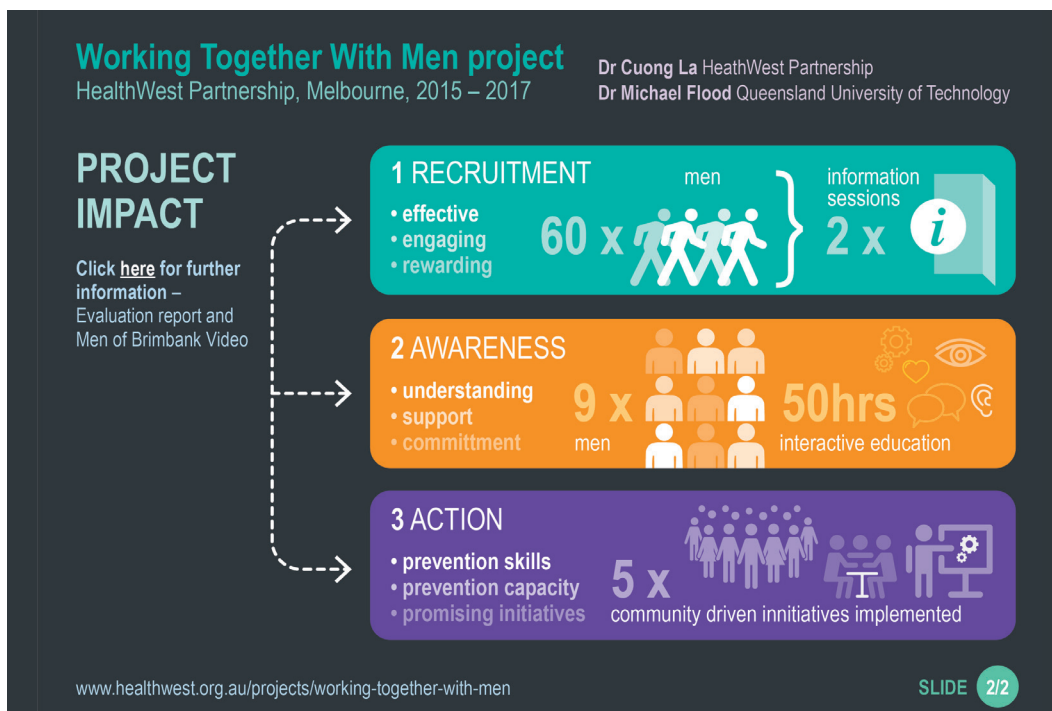 Working Together With Men project
HealthWest Partnership, Melbourne, 2015 – 2017
Dr Cuong La HeathWest Partnership
Dr Michael Flood Queensland University of Technology
PROJECT
IMPACT
Click here for further
information –
Evaluation report and
Men of Brimbank Video
1 RECRUITMENT
• effective
• engaging
• rewarding
60 x
men
information
sessions
2 x
i
2 AWARENESS
• understanding
• support
• committment
9 x
men
50hrs
interactive education
3 ACTION
• prevention skills
• prevention capacity
• promising initiatives
5 x
community driven innitiatives implemented
www.healthwest.org.au/projects/working-together-with-men
SLIDE 2/2